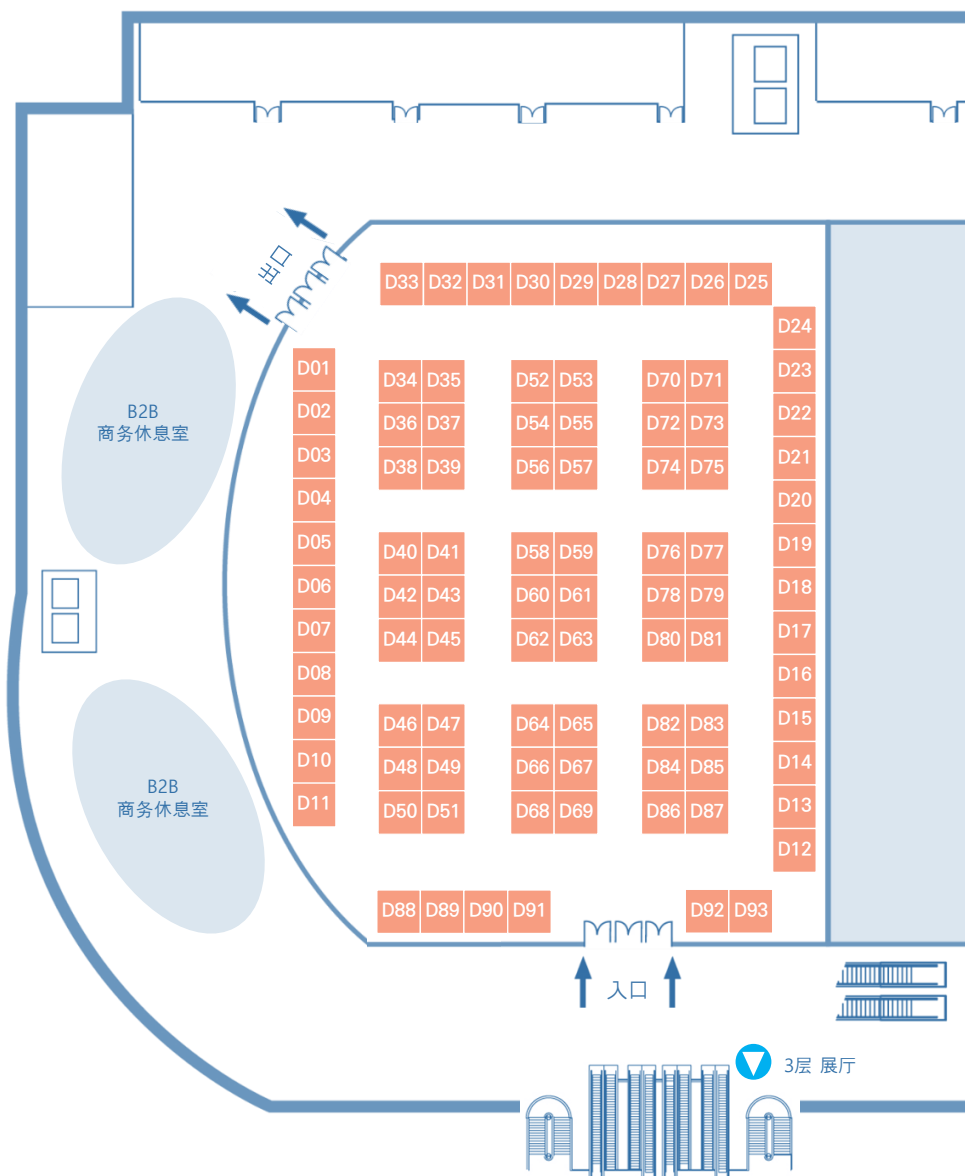 出口
D33 D32 D31 D30 D29 D28 D27 D26 D25
D24
D01
D34 D35
D52 D53
D70 D71
D23
B2B
商务休息室
D02
D36 D37
D54 D55
D72 D73
D22
D03
D38 D39
D56 D57
D74 D75
D21
D04
D20
D05
D40 D41
D58 D59
D76 D77
D19
D06
D42 D43
D60 D61
D78 D79
D18
D07
D44 D45
D62 D63
D80 D81
D17
D08
D16
D09
D46 D47
D64 D65
D82 D83
D15
D10
D48 D49
D66 D67
D84 D85
D14
B2B
商务休息室
D11
D50 D51
D68 D69
D86 D87
D13
D12
D88 D89 D90 D91
D92 D93
入口
3层 展厅